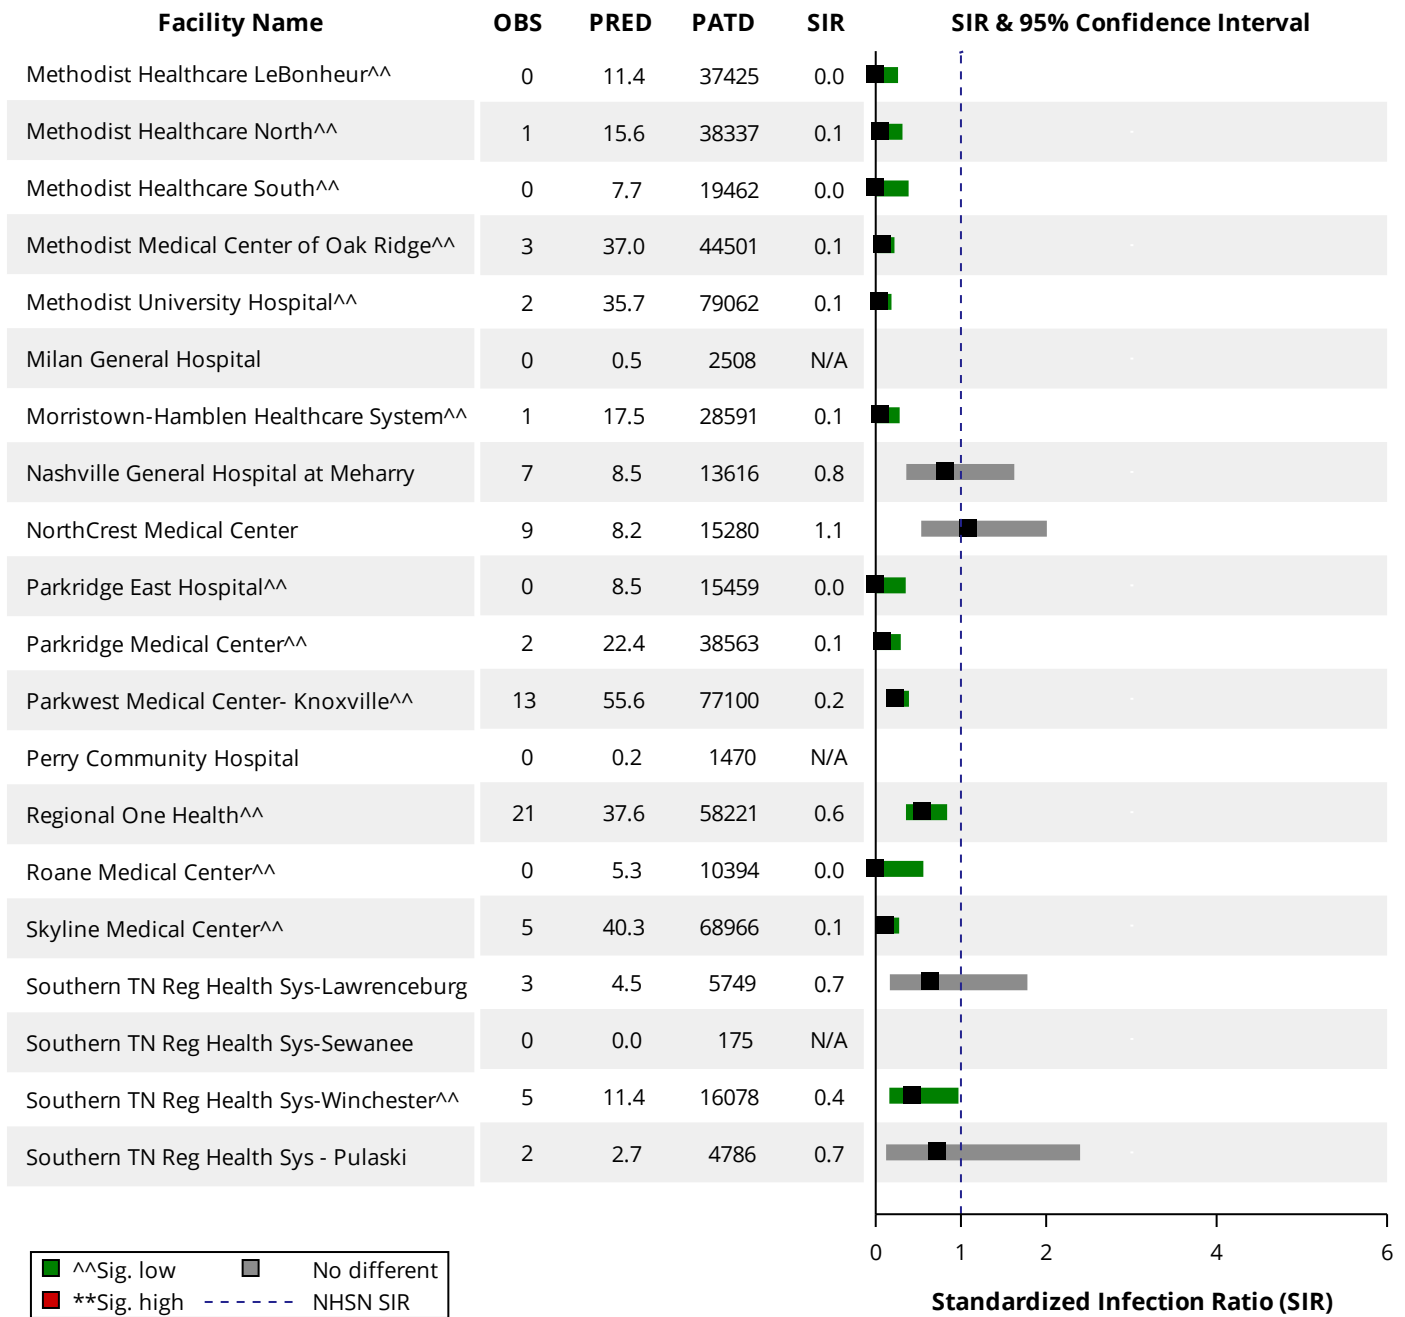 Facility Name OBS PRED PATD SIR SIR & 95% Confidence Interval
Methodist Healthcare LeBonheur^^ 0 11.4 37425 0.0
Methodist Healthcare North^^ 1 15.6 38337 0.1
Methodist Healthcare South^^ 0 7.7 19462 0.0
Methodist Medical Center of Oak Ridge^^ 3 37.0 44501 0.1
Methodist University Hospital^^ 2 35.7 79062 0.1
Milan General Hospital 0 0.5 2508 N/A
Morristown-Hamblen Healthcare System^^ 1 17.5 28591 0.1
Nashville General Hospital at Meharry 7 8.5 13616 0.8
NorthCrest Medical Center 9 8.2 15280 1.1
Parkridge East Hospital^^ 0 8.5 15459 0.0
Parkridge Medical Center^^ 2 22.4 38563 0.1
Parkwest Medical Center- Knoxville^^ 13 55.6 77100 0.2
Perry Community Hospital 0 0.2 1470 N/A
Regional One Health^^ 21 37.6 58221 0.6
Roane Medical Center^^ 0 5.3 10394 0.0
Skyline Medical Center^^ 5 40.3 68966 0.1
Southern TN Reg Health Sys-Lawrenceburg 3 4.5 5749 0.7
Southern TN Reg Health Sys-Sewanee 0 0.0 175 N/A
Southern TN Reg Health Sys-Winchester^^ 5 11.4 16078 0.4
Southern TN Reg Health Sys - Pulaski 2 2.7 4786 0.7
0 1 2 4 6
^^Sig. low No different
**Sig. high NHSN SIR
Standardized Infection Ratio (SIR)